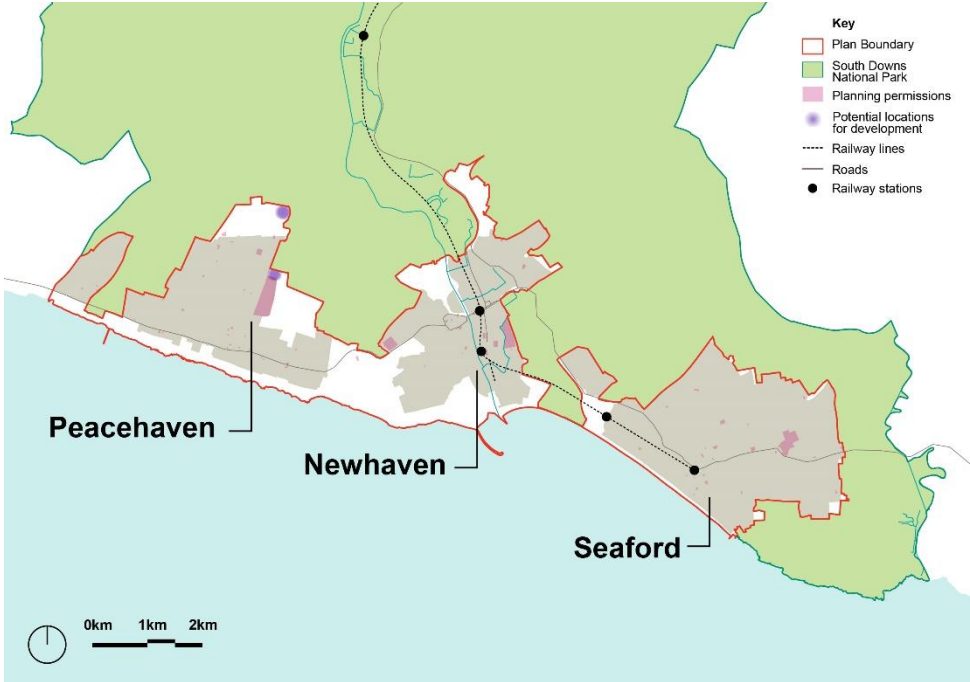 Key
Plan Boundary
South Downs
National Park
Planning permissions
Potential locations
for development
Railway lines
Roads
Railway stations
Peacehaven
Newhaven
Seaford
0km 1km 2km